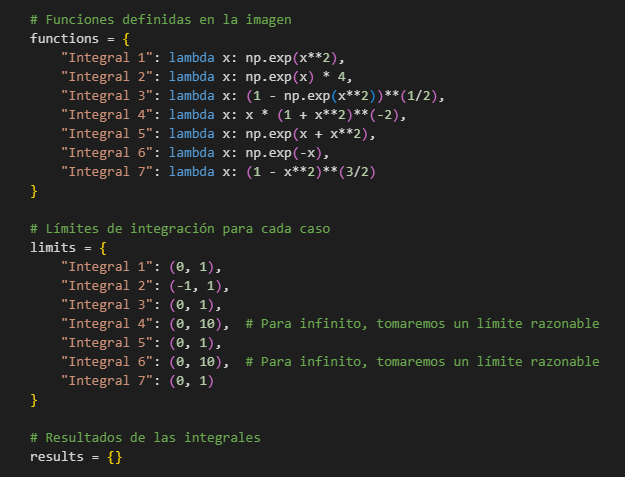 # Funciones definidas en la imagen
functions = {
    "Integral 1": lambda x: np.exp(x**2),
    "Integral 2": lambda x: np.exp(x) * 4,
    "Integral 3": lambda x: (1 - np.exp(x**2))**(1/2),
    "Integral 4": lambda x: x * (1 + x**2)**(-2),
    "Integral 5": lambda x: np.exp(x + x**2),
    "Integral 6": lambda x: np.exp(-x),
    "Integral 7": lambda x: (1 - x**2)**(3/2)
}
# Límites de integración para cada caso
limits = {
    "Integral 1": (0, 1),
    "Integral 2": (-1, 1),
    "Integral 3": (0, 1),
    "Integral 4": (0, 10),  # Para infinito, tomaremos un límite razonable
    "Integral 5": (0, 1),
    "Integral 6": (0, 10),  # Para infinito, tomaremos un límite razonable
    "Integral 7": (0, 1)
}
# Resultados de las integrales
results = {}